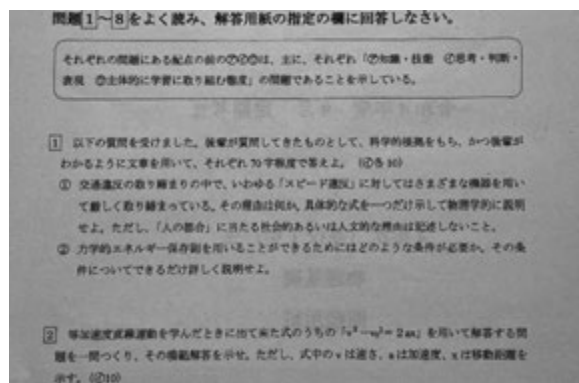 問題1~8をよく読み、解答用紙の指定の欄に回答しなさい。
それぞれの問題にある配点の前の㋐㋑㋒は、主に、それぞれ「㋐知識・技能 ㋑思考・判断・
表現 ㋒主体的に学習に取り組む態度」の問題であることを示している。
1 以下の質問を受けました。後輩が質問してきたものとして、科学的根拠をもち、かつ後輩が
わかるように文章を用いて、それぞれ70字程度で答えよ。(㋑各10)
① 交通違反の取り締まりの中で、いわゆる「スピード違反」に対してはさまざまな機器を用い
て厳しく取り締まっている。その理由は何か、具体的な式を一つだけ示して物理学的に説明
せよ。ただし、「人の都合」に当たる社会的あるいは人文的な理由は記述しないこと。
② 力学的エネルギー保存則を用いることができるためにはどのような条件が必要か。その条
件についてできるだけ詳しく説明せよ。
2 等加速度直線運動を学んだときに出て来た式のうちの「v²−v₀²=2ax」を用いて解答する問
題を一問つくり、その模範解答を示せ。ただし、式中のvは速さ、aは加速度、xは移動距離を
示す。(㋑10)